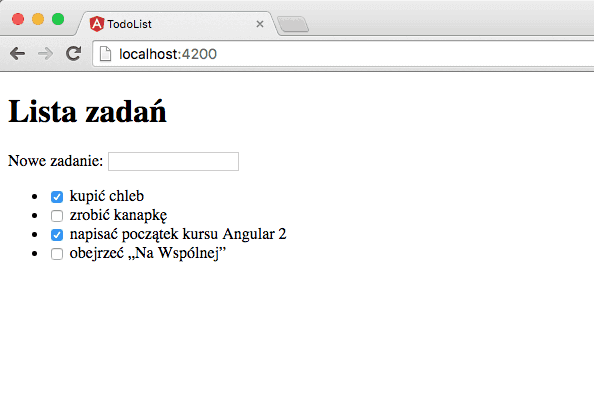 TodoList
localhost:4200
Lista zadań
Nowe zadanie:
kupić chleb
zrobić kanapkę
napisać początek kursu Angular 2
obejrzeć „Na Wspólnej”